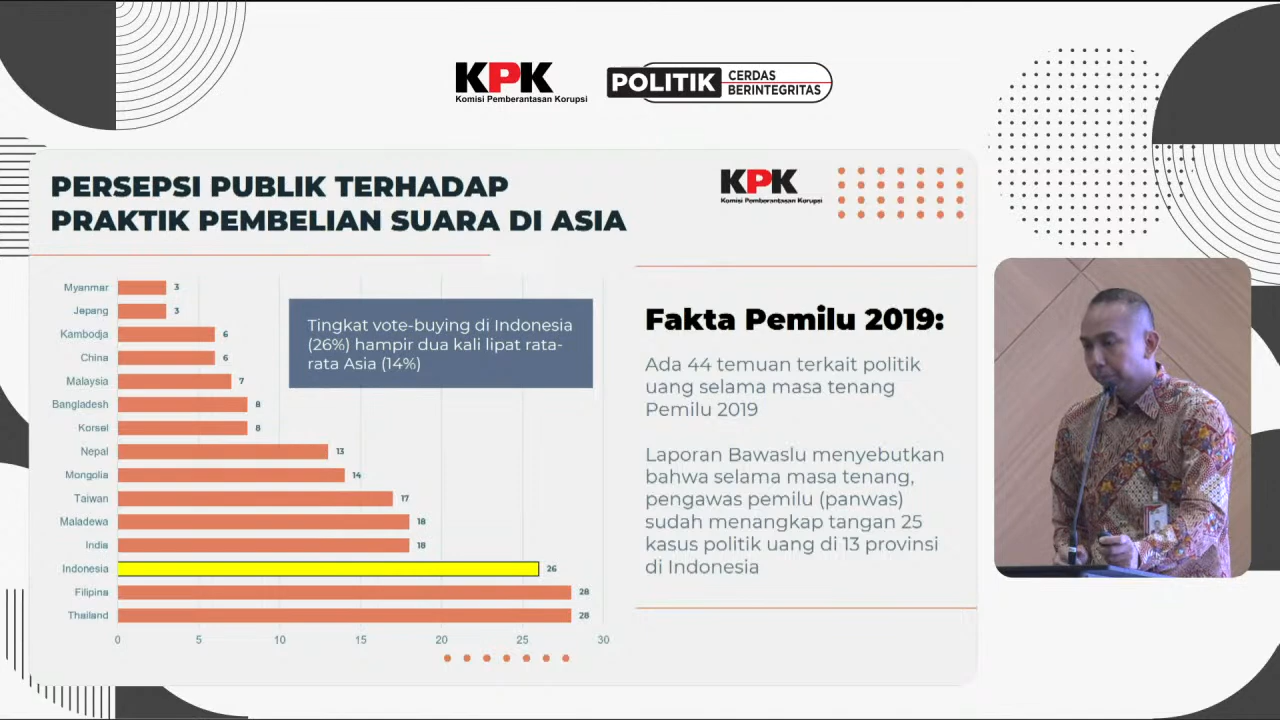 KPK
Komisi Pemberantasan Korupsi
POLITIK
CERDAS
BERINTEGRITAS
PERSEPSI PUBLIK TERHADAP
PRAKTIK PEMBELIAN SUARA DI ASIA
KPK
Komisi Pemberantasan Korupsi
Myanmar 3
Jepang 3
Kambodja 6
China 6
Malaysia 7
Bangladesh 8
Korsel 8
Nepal 13
Mongolia 14
Taiwan 17
Maladewa 18
India 18
Indonesia 26
Filipina 28
Thailand 28
0 5 10 15 20 25 30
Tingkat vote-buying di Indonesia
(26%) hampir dua kali lipat rata-
rata Asia (14%)
Fakta Pemilu 2019:
Ada 44 temuan terkait politik
uang selama masa tenang
Pemilu 2019
Laporan Bawaslu menyebutkan
bahwa selama masa tenang,
pengawas pemilu (panwas)
sudah menangkap tangan 25
kasus politik uang di 13 provinsi
di Indonesia